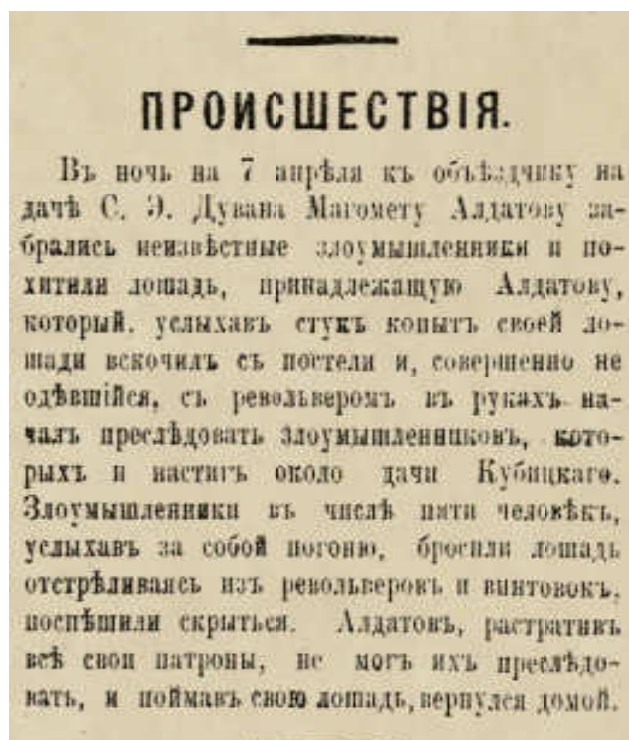 ПРОИСШЕСТВІЯ.
Въ ночь на 7 апрѣля къ объѣздчику на
дачѣ С. Э. Дувана Магомету Алдатову за-
брались неизвѣстные злоумышленники и по-
хитили лошадь, принадлежащую Алдатову,
который. услыхавъ стукъ копытъ своей ло-
шади вскочилъ съ постели и, совершенно не
одѣвшійся, съ револьверомъ въ рукахъ на-
чалъ преслѣдовать злоумышленниковъ, кото-
рыхъ и настигъ около дачи Кубицкаго.
Злоумышленники въ числѣ пяти человѣкъ,
услыхавъ за собой погоню, бросили лошадь
отстрѣливаясь изъ револьверовъ и винтовокъ,
поспѣшили скрыться. Алдатовъ, растративъ
всѣ свои патроны, не могъ ихъ преслѣдо-
вать, и поймавъ свою лошадь, вернулся домой.